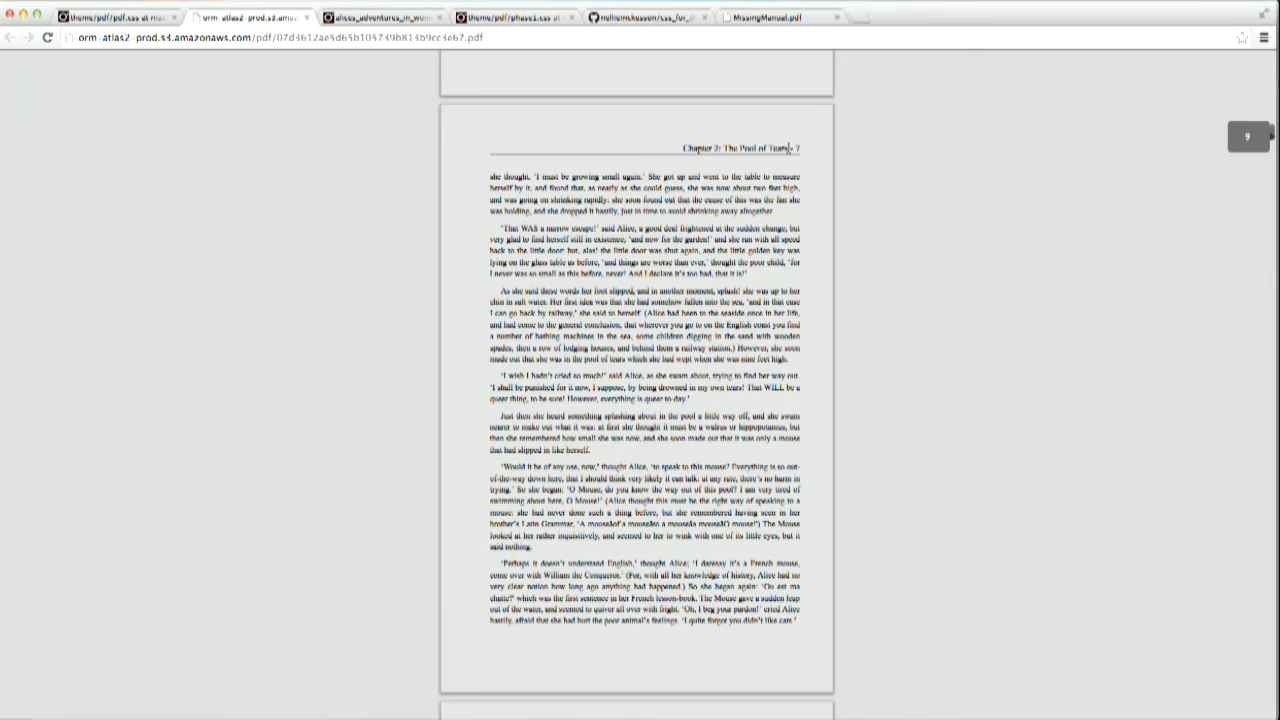 theme/pdf/pdf.css at mas
orm-atlas2-prod.s3.amaz
alices_adventures_in_won
theme/pdf/phase1.css at
nelliemckesson/css_for_th
MissingManual.pdf
orm-atlas2-prod.s3.amazonaws.com/pdf/07d3612ae5d65b105739b813b9cc3e67.pdf
9
Chapter 2: The Pool of Tears - 7
she thought. 'I must be growing small again.' She got up and went to the table to measure
herself by it, and found that, as nearly as she could guess, she was now about two feet high,
and was going on shrinking rapidly: she soon found out that the cause of this was the fan she
was holding, and she dropped it hastily, just in time to avoid shrinking away altogether.
'That WAS a narrow escape!' said Alice, a good deal frightened at the sudden change, but
very glad to find herself still in existence; 'and now for the garden!' and she ran with all speed
back to the little door: but, alas! the little door was shut again, and the little golden key was
lying on the glass table as before, 'and things are worse than ever,' thought the poor child, 'for
I never was so small as this before, never! And I declare it's too bad, that it is!'
As she said these words her foot slipped, and in another moment, splash! she was up to her
chin in salt water. Her first idea was that she had somehow fallen into the sea, 'and in that case
I can go back by railway,' she said to herself. (Alice had been to the seaside once in her life,
and had come to the general conclusion, that wherever you go to on the English coast you find
a number of bathing machines in the sea, some children digging in the sand with wooden
spades, then a row of lodging houses, and behind them a railway station.) However, she soon
made out that she was in the pool of tears which she had wept when she was nine feet high.
'I wish I hadn't cried so much!' said Alice, as she swam about, trying to find her way out.
'I shall be punished for it now, I suppose, by being drowned in my own tears! That WILL be a
queer thing, to be sure! However, everything is queer to-day.'
Just then she heard something splashing about in the pool a little way off, and she swam
nearer to make out what it was: at first she thought it must be a walrus or hippopotamus, but
then she remembered how small she was now, and she soon made out that it was only a mouse
that had slipped in like herself.
'Would it be of any use, now,' thought Alice, 'to speak to this mouse? Everything is so out-
of-the-way down here, that I should think very likely it can talk: at any rate, there's no harm in
trying.' So she began: 'O Mouse, do you know the way out of this pool? I am very tired of
swimming about here, O Mouse!' (Alice thought this must be the right way of speaking to a
mouse: she had never done such a thing before, but she remembered having seen in her
brother's Latin Grammar, 'A mouse
looked at her rather inquisitively, and seemed to her to wink with one of its little eyes, but it
said nothing.
'Perhaps it doesn't understand English,' thought Alice; 'I daresay it's a French mouse,
come over with William the Conqueror.' (For, with all her knowledge of history, Alice had no
very clear notion how long ago anything had happened.) So she began again: 'Ou est ma
chatte?' which was the first sentence in her French lesson-book. The Mouse gave a sudden leap
out of the water, and seemed to quiver all over with fright. 'Oh, I beg your pardon!' cried Alice
hastily, afraid that she had hurt the poor animal's feelings. 'I quite forgot you didn't like cats.'